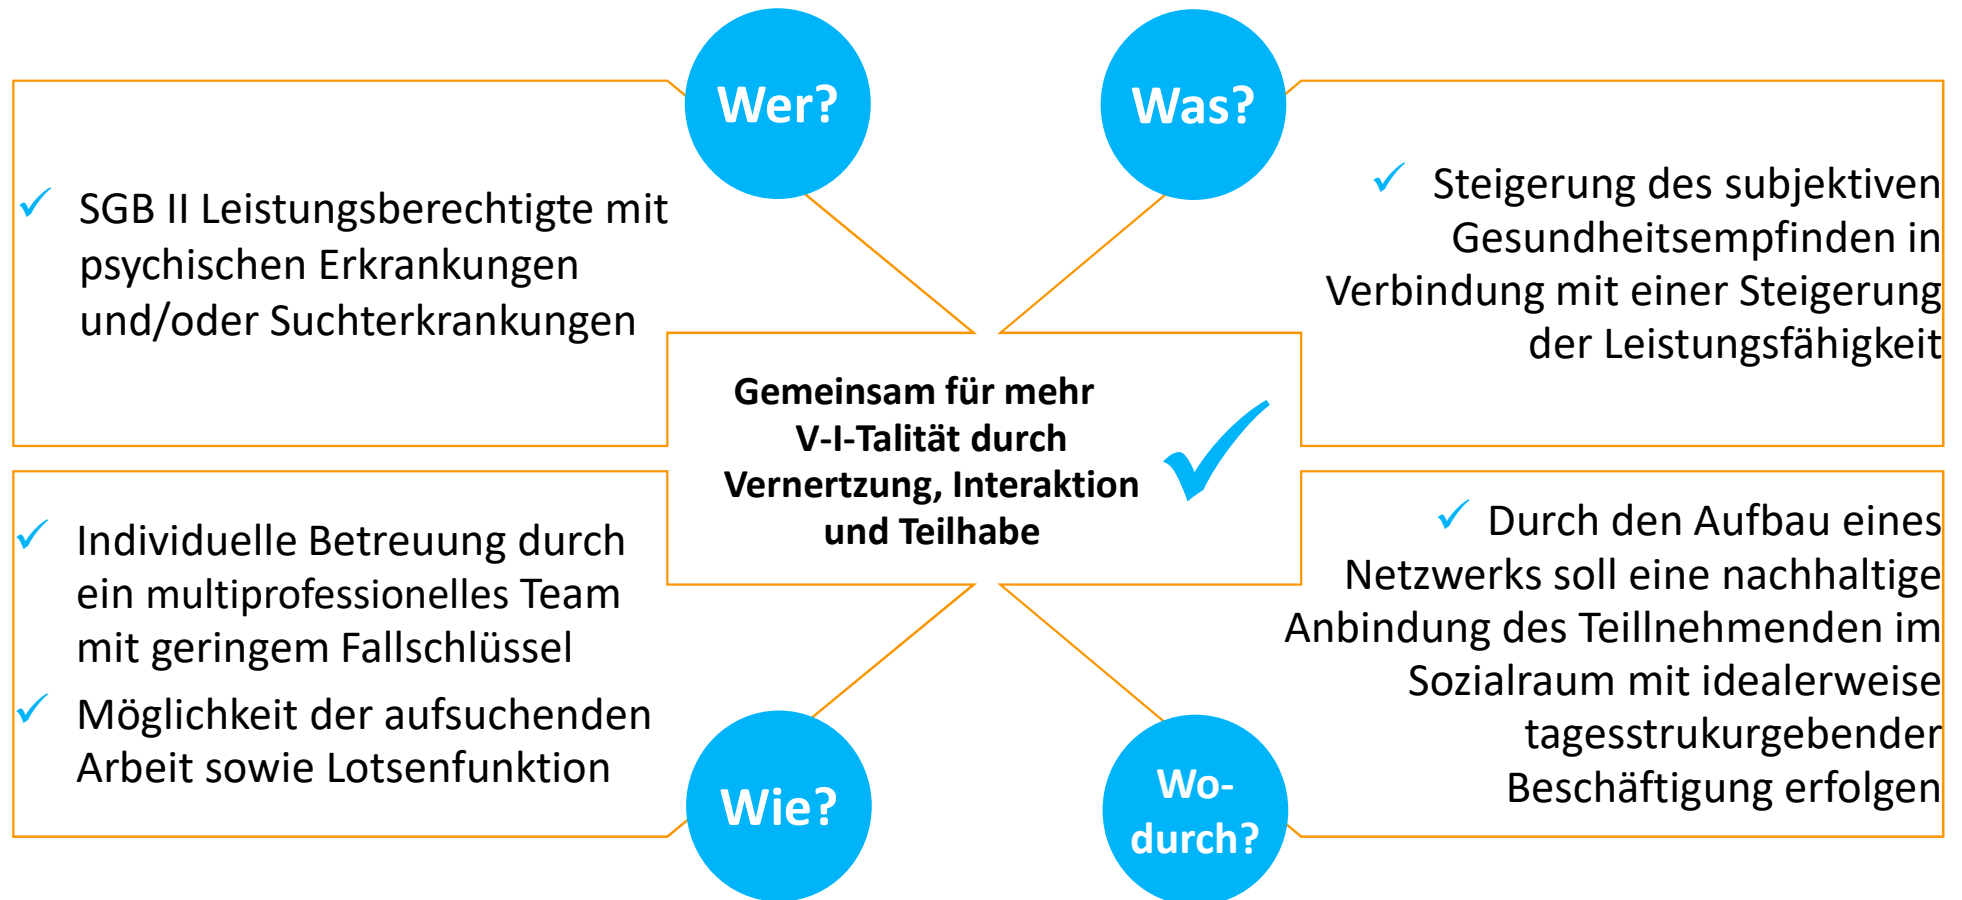 Wer?
SGB II Leistungsberechtigte mit
psychischen Erkrankungen
und/oder Suchterkrankungen
Was?
Steigerung des subjektiven
Gesundheitsempfinden in
Verbindung mit einer Steigerung
der Leistungsfähigkeit
Gemeinsam für mehr
V-I-Talität durch
Vernertzung, Interaktion
und Teilhabe
Individuelle Betreuung durch
ein multiprofessionelles Team
mit geringem Fallschlüssel
Möglichkeit der aufsuchenden
Arbeit sowie Lotsenfunktion
Wie?
Durch den Aufbau eines
Netzwerks soll eine nachhaltige
Anbindung des Teillnehmenden im
Sozialraum mit idealerweise
tagesstrukurgebender
Beschäftigung erfolgen
Wo-
durch?